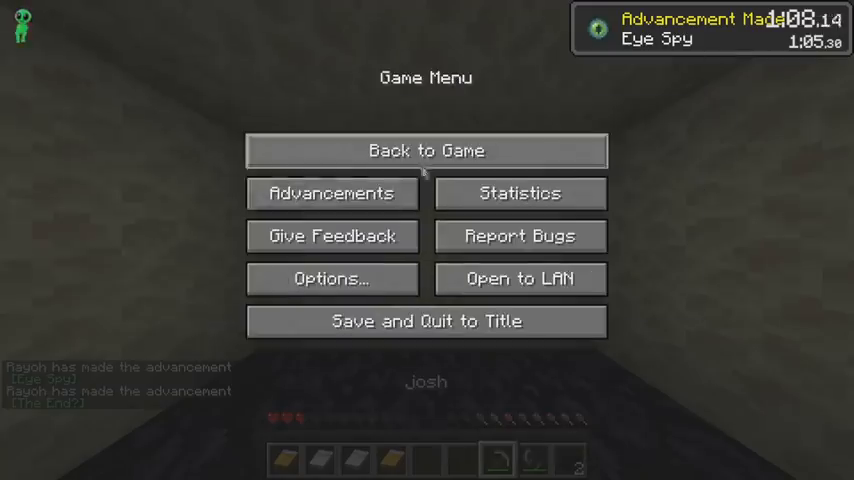 Advancement Made
1:08.14
Eye Spy
1:05.30
Game Menu
Back to Game
Advancements
Statistics
Give Feedback
Report Bugs
Options...
Open to LAN
Save and Quit to Title
Rayoh has made the advancement
[Eye Spy]
Rayoh has made the advancement
[The End?]
josh
2